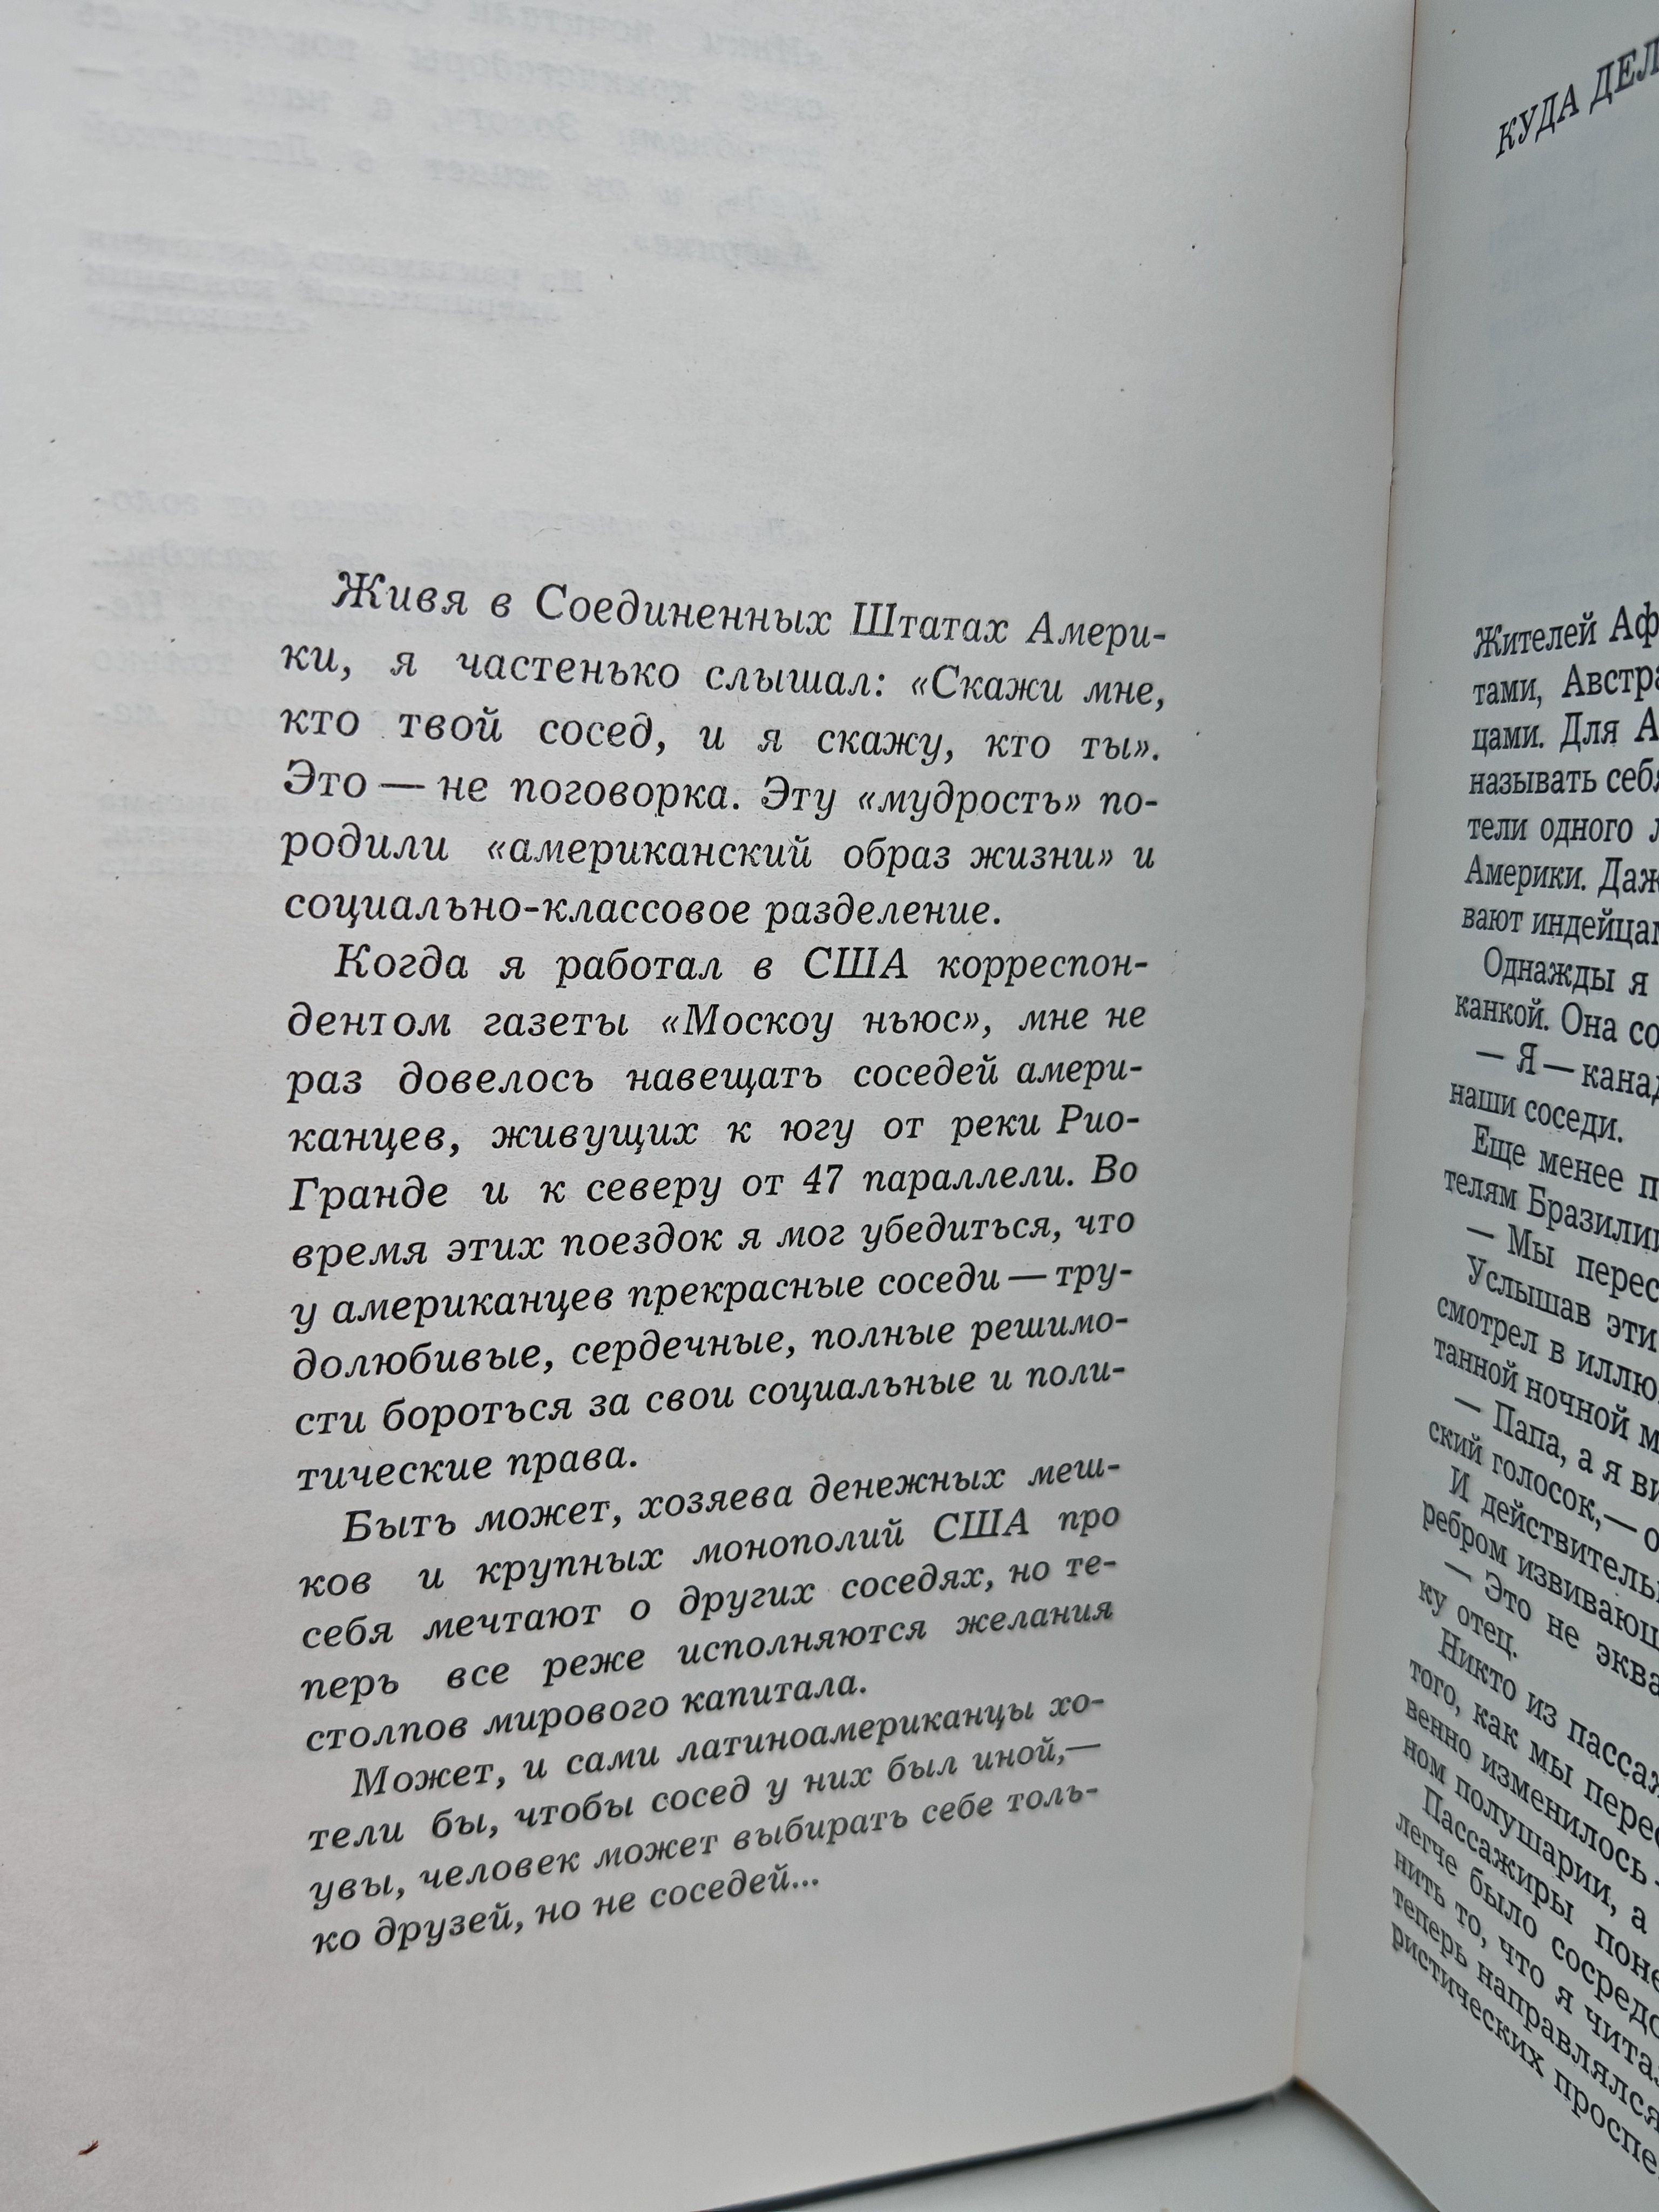 Живя в Соединенных Штатах Амери-
ки, я частенько слышал: «Скажи мне,
кто твой сосед, и я скажу, кто ты».
Это — не поговорка. Эту «мудрость» по-
родили «американский образ жизни» и
социально-классовое разделение.
Когда я работал в США корреспон-
дентом газеты «Москоу ньюс», мне не
раз довелось навещать соседей амери-
канцев, живущих к югу от реки Рио-
Гранде и к северу от 47 параллели. Во
время этих поездок я мог убедиться, что
у американцев прекрасные соседи — тру-
долюбивые, сердечные, полные решимо-
сти бороться за свои социальные и поли-
тические права.
Быть может, хозяева денежных меш-
ков и крупных монополий США про
себя мечтают о других соседях, но те-
перь все реже исполняются желания
столпов мирового капитала.
Может, и сами латиноамериканцы хо-
тели бы, чтобы сосед у них был иной,—
увы, человек может выбирать себе толь-
ко друзей, но не соседей...
КУДА ДЕЛ
Жителей Аф
тами, Австра
цами. Для А
называть себя
тели одного
Америки. Даж
вают индейцам
Однажды я
канкой. Она со
— Я — канад
наши соседи.
Еще менее п
телям Бразилии
— Мы перес
Услышав эти
смотрел в иллю
танной ночной м
— Папа, а я ви
ский голосок,— о
И действитель
ребром извивающ
— Это не эква
ку отец.
Никто из пассаж
того, как мы перес
венно изменилось
ном полушарии, а
Пассажиры поне
легче было сосредо
нить то, что я чита
теперь направлялся
ристических проспе